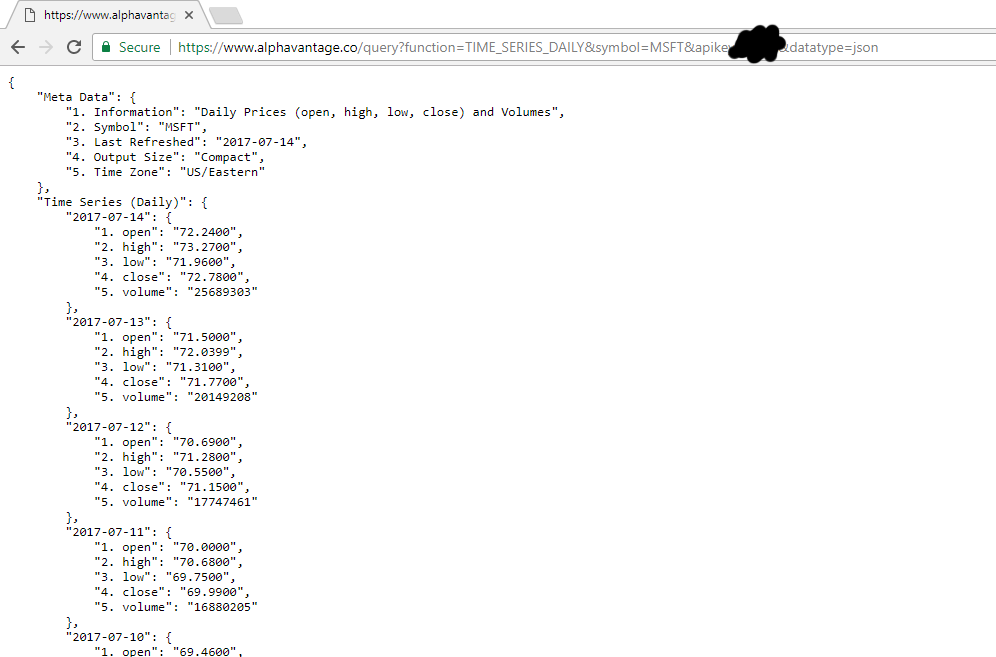 https://www.alphavantag
Secure https://www.alphavantage.co/query?function=TIME_SERIES_DAILY&symbol=MSFT&apike &datatype=json
{
"Meta Data": {
"1. Information": "Daily Prices (open, high, low, close) and Volumes",
"2. Symbol": "MSFT",
"3. Last Refreshed": "2017-07-14",
"4. Output Size": "Compact",
"5. Time Zone": "US/Eastern"
},
"Time Series (Daily)": {
"2017-07-14": {
"1. open": "72.2400",
"2. high": "73.2700",
"3. low": "71.9600",
"4. close": "72.7800",
"5. volume": "25689303"
},
"2017-07-13": {
"1. open": "71.5000",
"2. high": "72.0399",
"3. low": "71.3100",
"4. close": "71.7700",
"5. volume": "20149208"
},
"2017-07-12": {
"1. open": "70.6900",
"2. high": "71.2800",
"3. low": "70.5500",
"4. close": "71.1500",
"5. volume": "17747461"
},
"2017-07-11": {
"1. open": "70.0000",
"2. high": "70.6800",
"3. low": "69.7500",
"4. close": "69.9900",
"5. volume": "16880205"
},
"2017-07-10": {
"1. open": "69.4600",